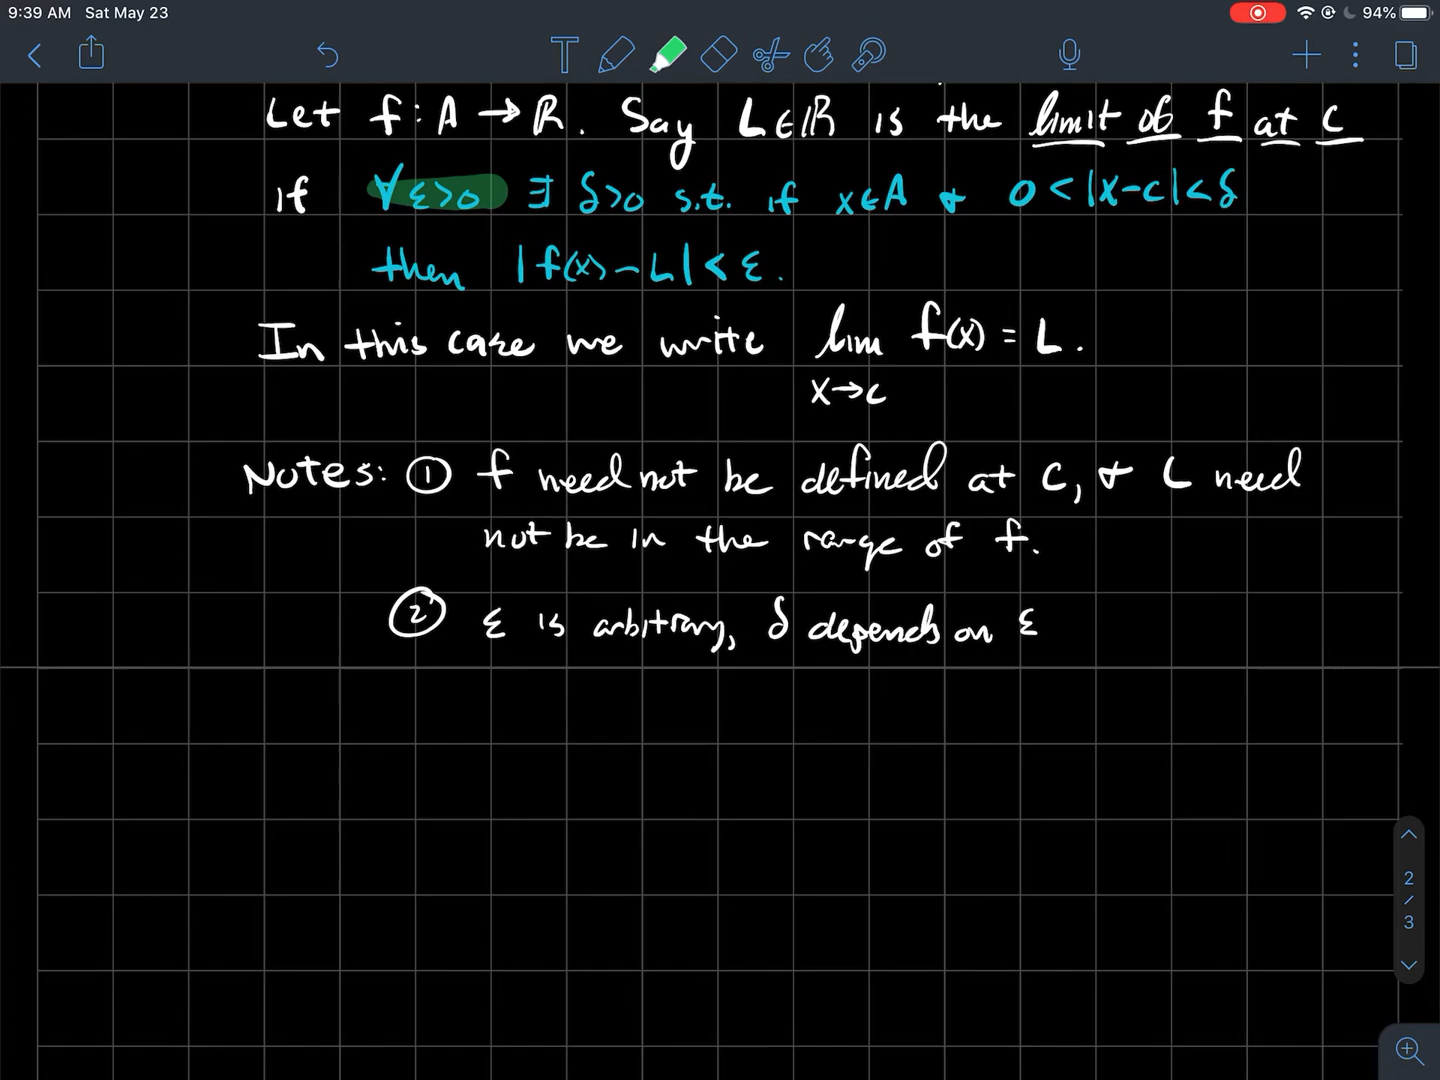 9:39 AM Sat May 23
94%
T
Let f: A → ℝ. Say L∈ℝ is the limit of f at c
if ∀ε>0 ∃ δ>0 s.t. if x∈A & 0<|x-c|<δ
then |f(x)-L|<ε.
In this case we write lim f(x) = L.
x→c
Notes: ① f need not be defined at c, & L need
not be in the range of f.
② ε is arbitrary, δ depends on ε
2
/
3